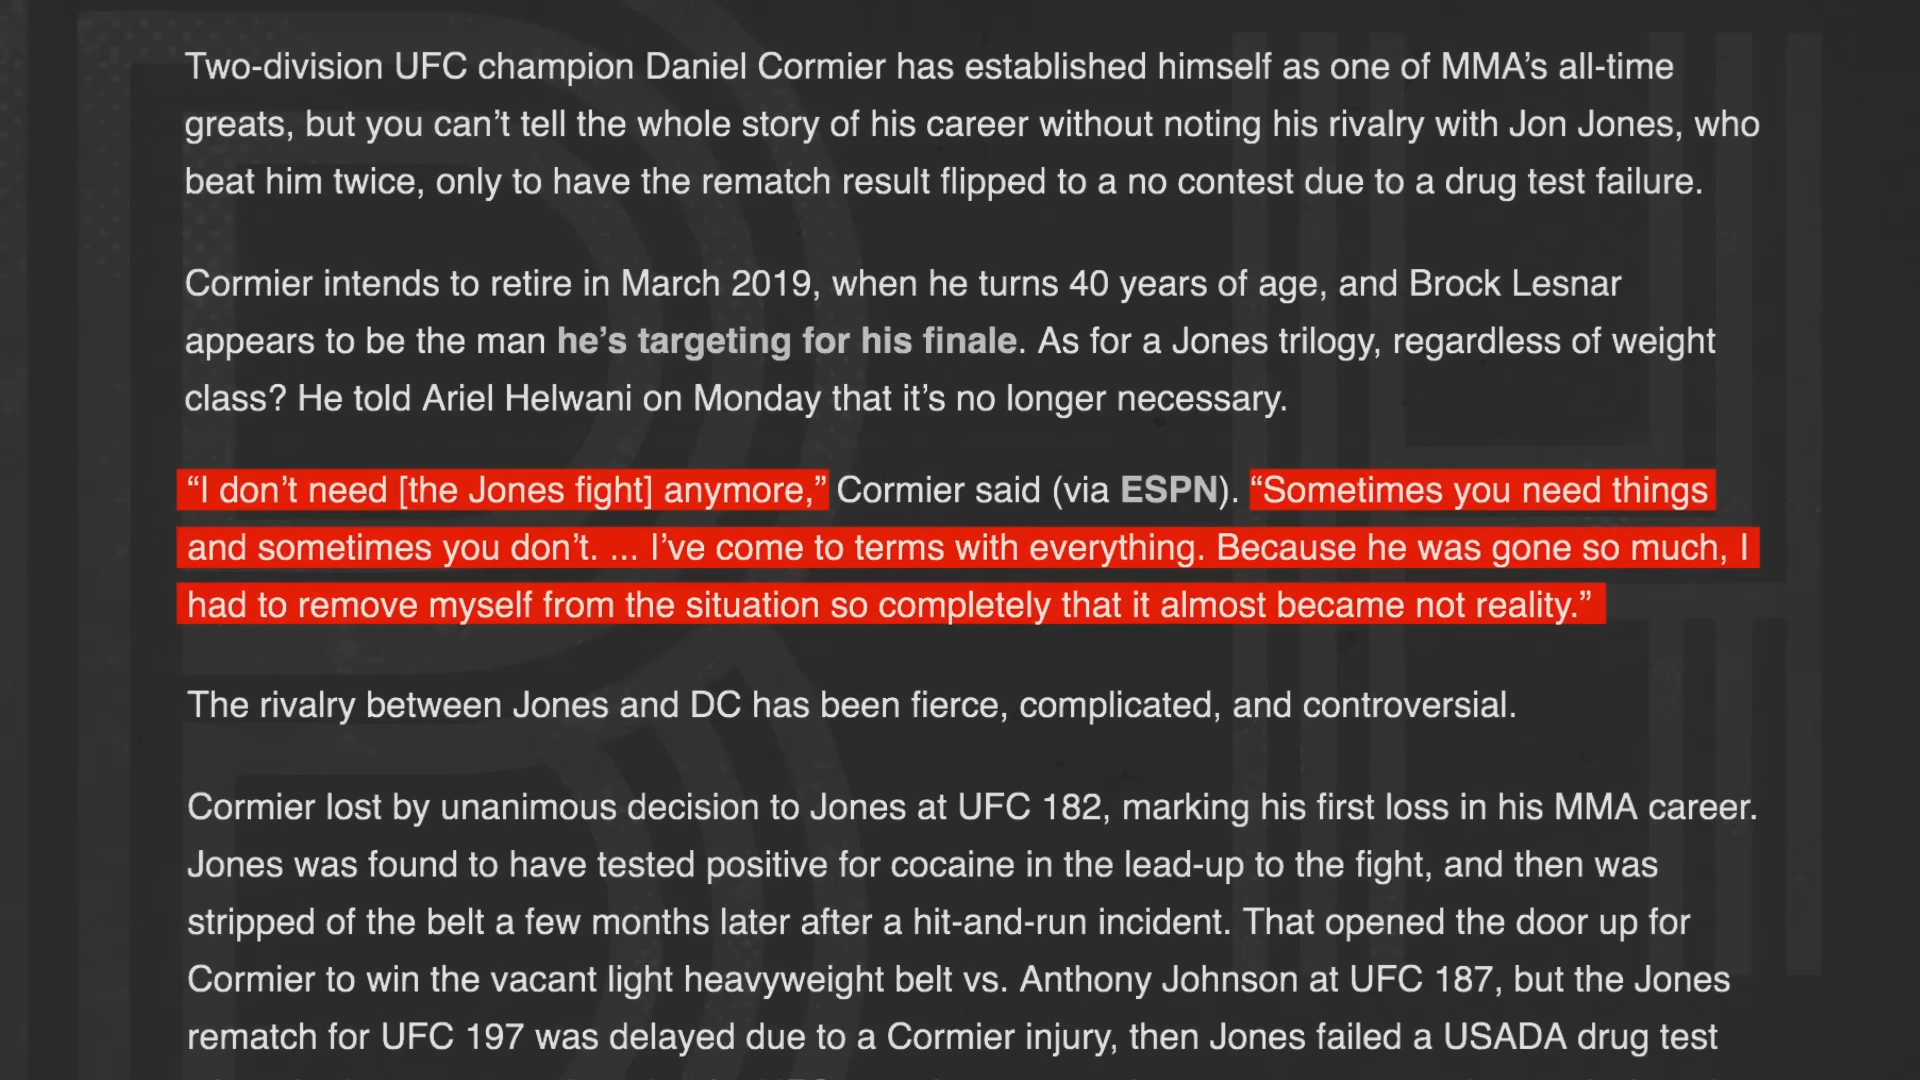 Two-division UFC champion Daniel Cormier has established himself as one of MMA’s all-time
greats, but you can’t tell the whole story of his career without noting his rivalry with Jon Jones, who
beat him twice, only to have the rematch result flipped to a no contest due to a drug test failure.
Cormier intends to retire in March 2019, when he turns 40 years of age, and Brock Lesnar
appears to be the man he’s targeting for his finale. As for a Jones trilogy, regardless of weight
class? He told Ariel Helwani on Monday that it’s no longer necessary.
“I don’t need [the Jones fight] anymore,” Cormier said (via ESPN). “Sometimes you need things
and sometimes you don’t. ... I’ve come to terms with everything. Because he was gone so much, I
had to remove myself from the situation so completely that it almost became not reality.”
The rivalry between Jones and DC has been fierce, complicated, and controversial.
Cormier lost by unanimous decision to Jones at UFC 182, marking his first loss in his MMA career.
Jones was found to have tested positive for cocaine in the lead-up to the fight, and then was
stripped of the belt a few months later after a hit-and-run incident. That opened the door up for
Cormier to win the vacant light heavyweight belt vs. Anthony Johnson at UFC 187, but the Jones
rematch for UFC 197 was delayed due to a Cormier injury, then Jones failed a USADA drug test